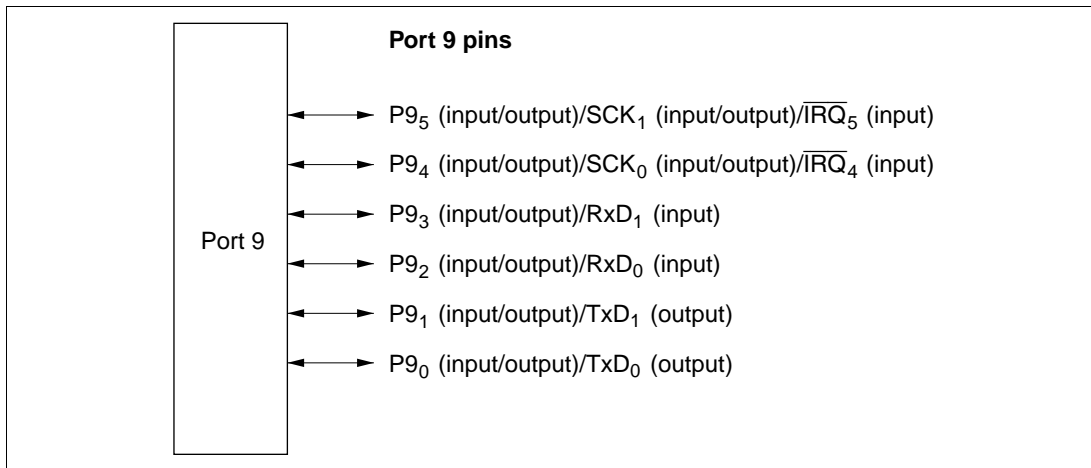 Port 9 pins
P9₅ (input/output)/SCK₁ (input/output)/I̅R̅Q̅₅ (input)
P9₄ (input/output)/SCK₀ (input/output)/I̅R̅Q̅₄ (input)
P9₃ (input/output)/RxD₁ (input)
Port 9
P9₂ (input/output)/RxD₀ (input)
P9₁ (input/output)/TxD₁ (output)
P9₀ (input/output)/TxD₀ (output)